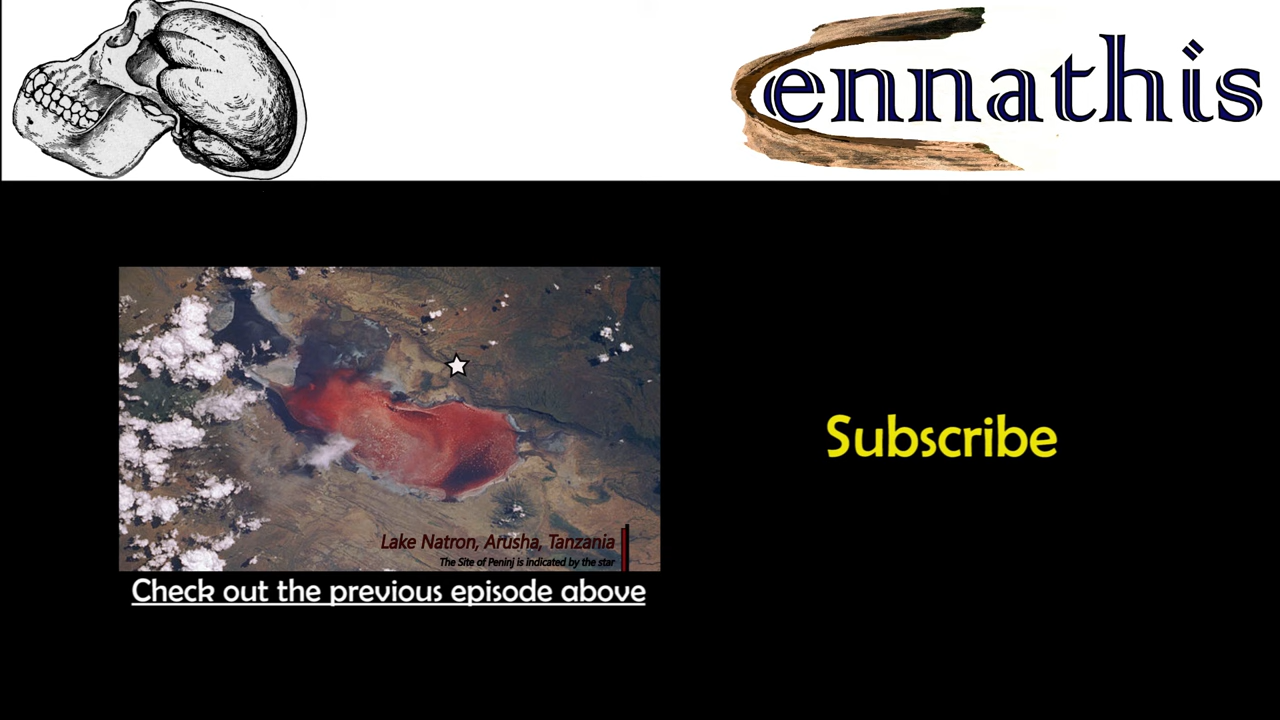 Cennathis
Lake Natron, Arusha, Tanzania
The Site of Peninj is indicated by the star
Check out the previous episode above
Subscribe